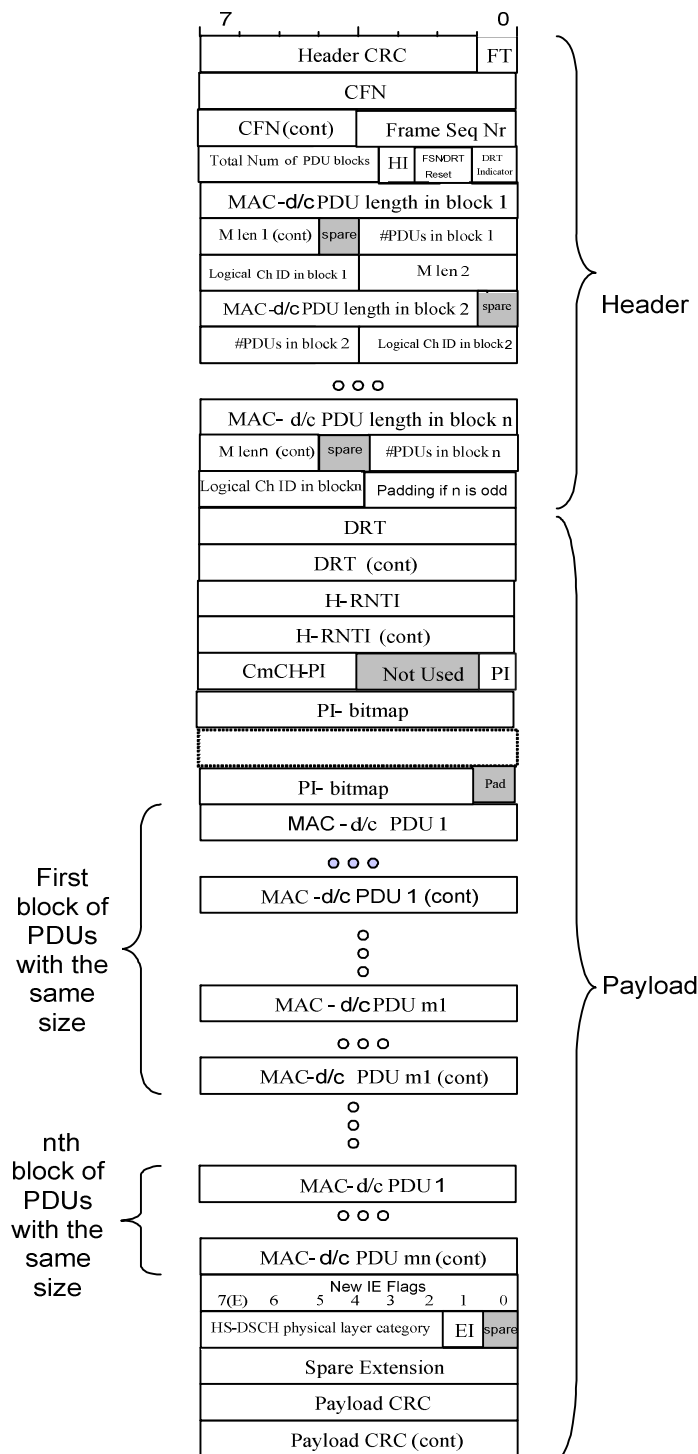 7 0
Header CRC FT
CFN
CFN (cont) Frame Seq Nr
Total Num of PDU blocks HI FSN/DRT Reset DRT Indicator
MAC-d/c PDU length in block 1
M len 1 (cont) spare #PDUs in block 1
Logical Ch ID in block 1 M len 2
MAC-d/c PDU length in block 2 spare
#PDUs in block 2 Logical Ch ID in block2
Header
MAC- d/c PDU length in block n
M lenn (cont) spare #PDUs in block n
Logical Ch ID in blockn Padding if n is odd
DRT
DRT (cont)
H-RNTI
H-RNTI (cont)
CmCH-PI Not Used PI
PI- bitmap
PI- bitmap Pad
MAC - d/c PDU 1
MAC -d/c PDU 1 (cont)
First
block of
PDUs
with the
same
size
MAC - d/c PDU m1
Payload
MAC-d/c PDU m1 (cont)
nth
block of
PDUs
with the
same
size
MAC- d/c PDU 1
MAC- d/c PDU mn (cont)
New IE Flags
7(E) 6 5 4 3 2 1 0
HS-DSCH physical layer category EI spare
Spare Extension
Payload CRC
Payload CRC (cont)